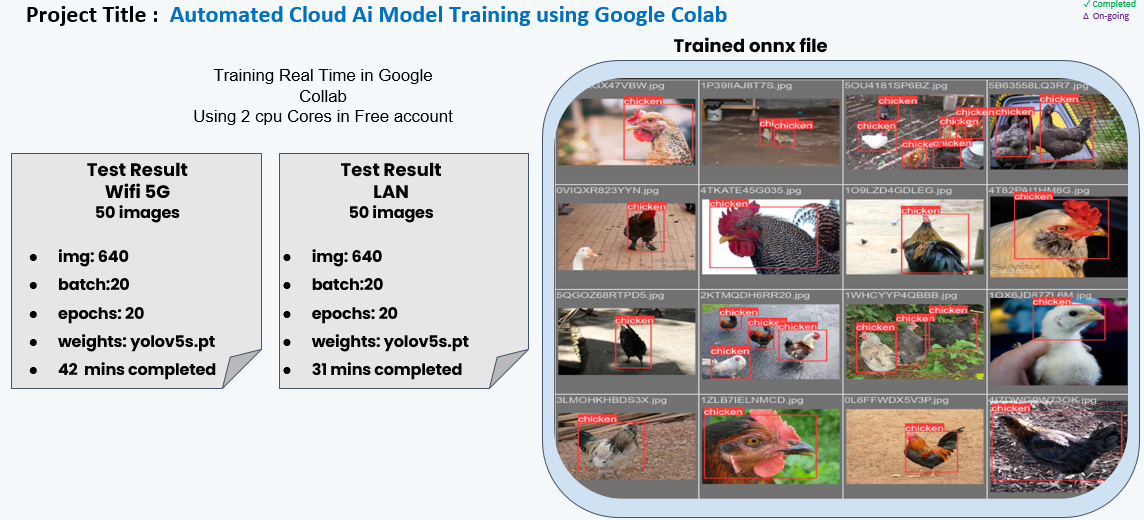 Project Title : Automated Cloud Ai Model Training using Google Colab
✓ Completed
Δ On-going
Trained onnx file
Training Real Time in Google
Collab
Using 2 cpu Cores in Free account
Test Result
Wifi 5G
50 images
● img: 640
● batch:20
● epochs: 20
● weights: yolov5s.pt
● 42 mins completed
Test Result
LAN
50 images
● img: 640
● batch:20
● epochs: 20
● weights: yolov5s.pt
● 31 mins completed
1P39IIAJ8T7S.jpg
5OU4181SP6BZ.jpg
5B63558LQ3R7.jpg
chicken
chicken
chicken
chicken
chicken
chicken
chicken
0VIQXR823YYN.jpg
4TKATE45G035.jpg
1O9LZD4GDLEG.jpg
4T82PAI1HM8G.jpg
chicken
chicken
chicken
chicken
5QGOZ68RTPD5.jpg
2KTMQDH6RR20.jpg
1WHCYYP4QBBB.jpg
chicken
chicken
chicken
chicken
chicken
chicken
chicken
chicken
chicken
3LMOHKHBDS3X.jpg
1ZLB7IELNMCD.jpg
0L6FFWDX5V3P.jpg
chicken
chicken
chicken
chicken